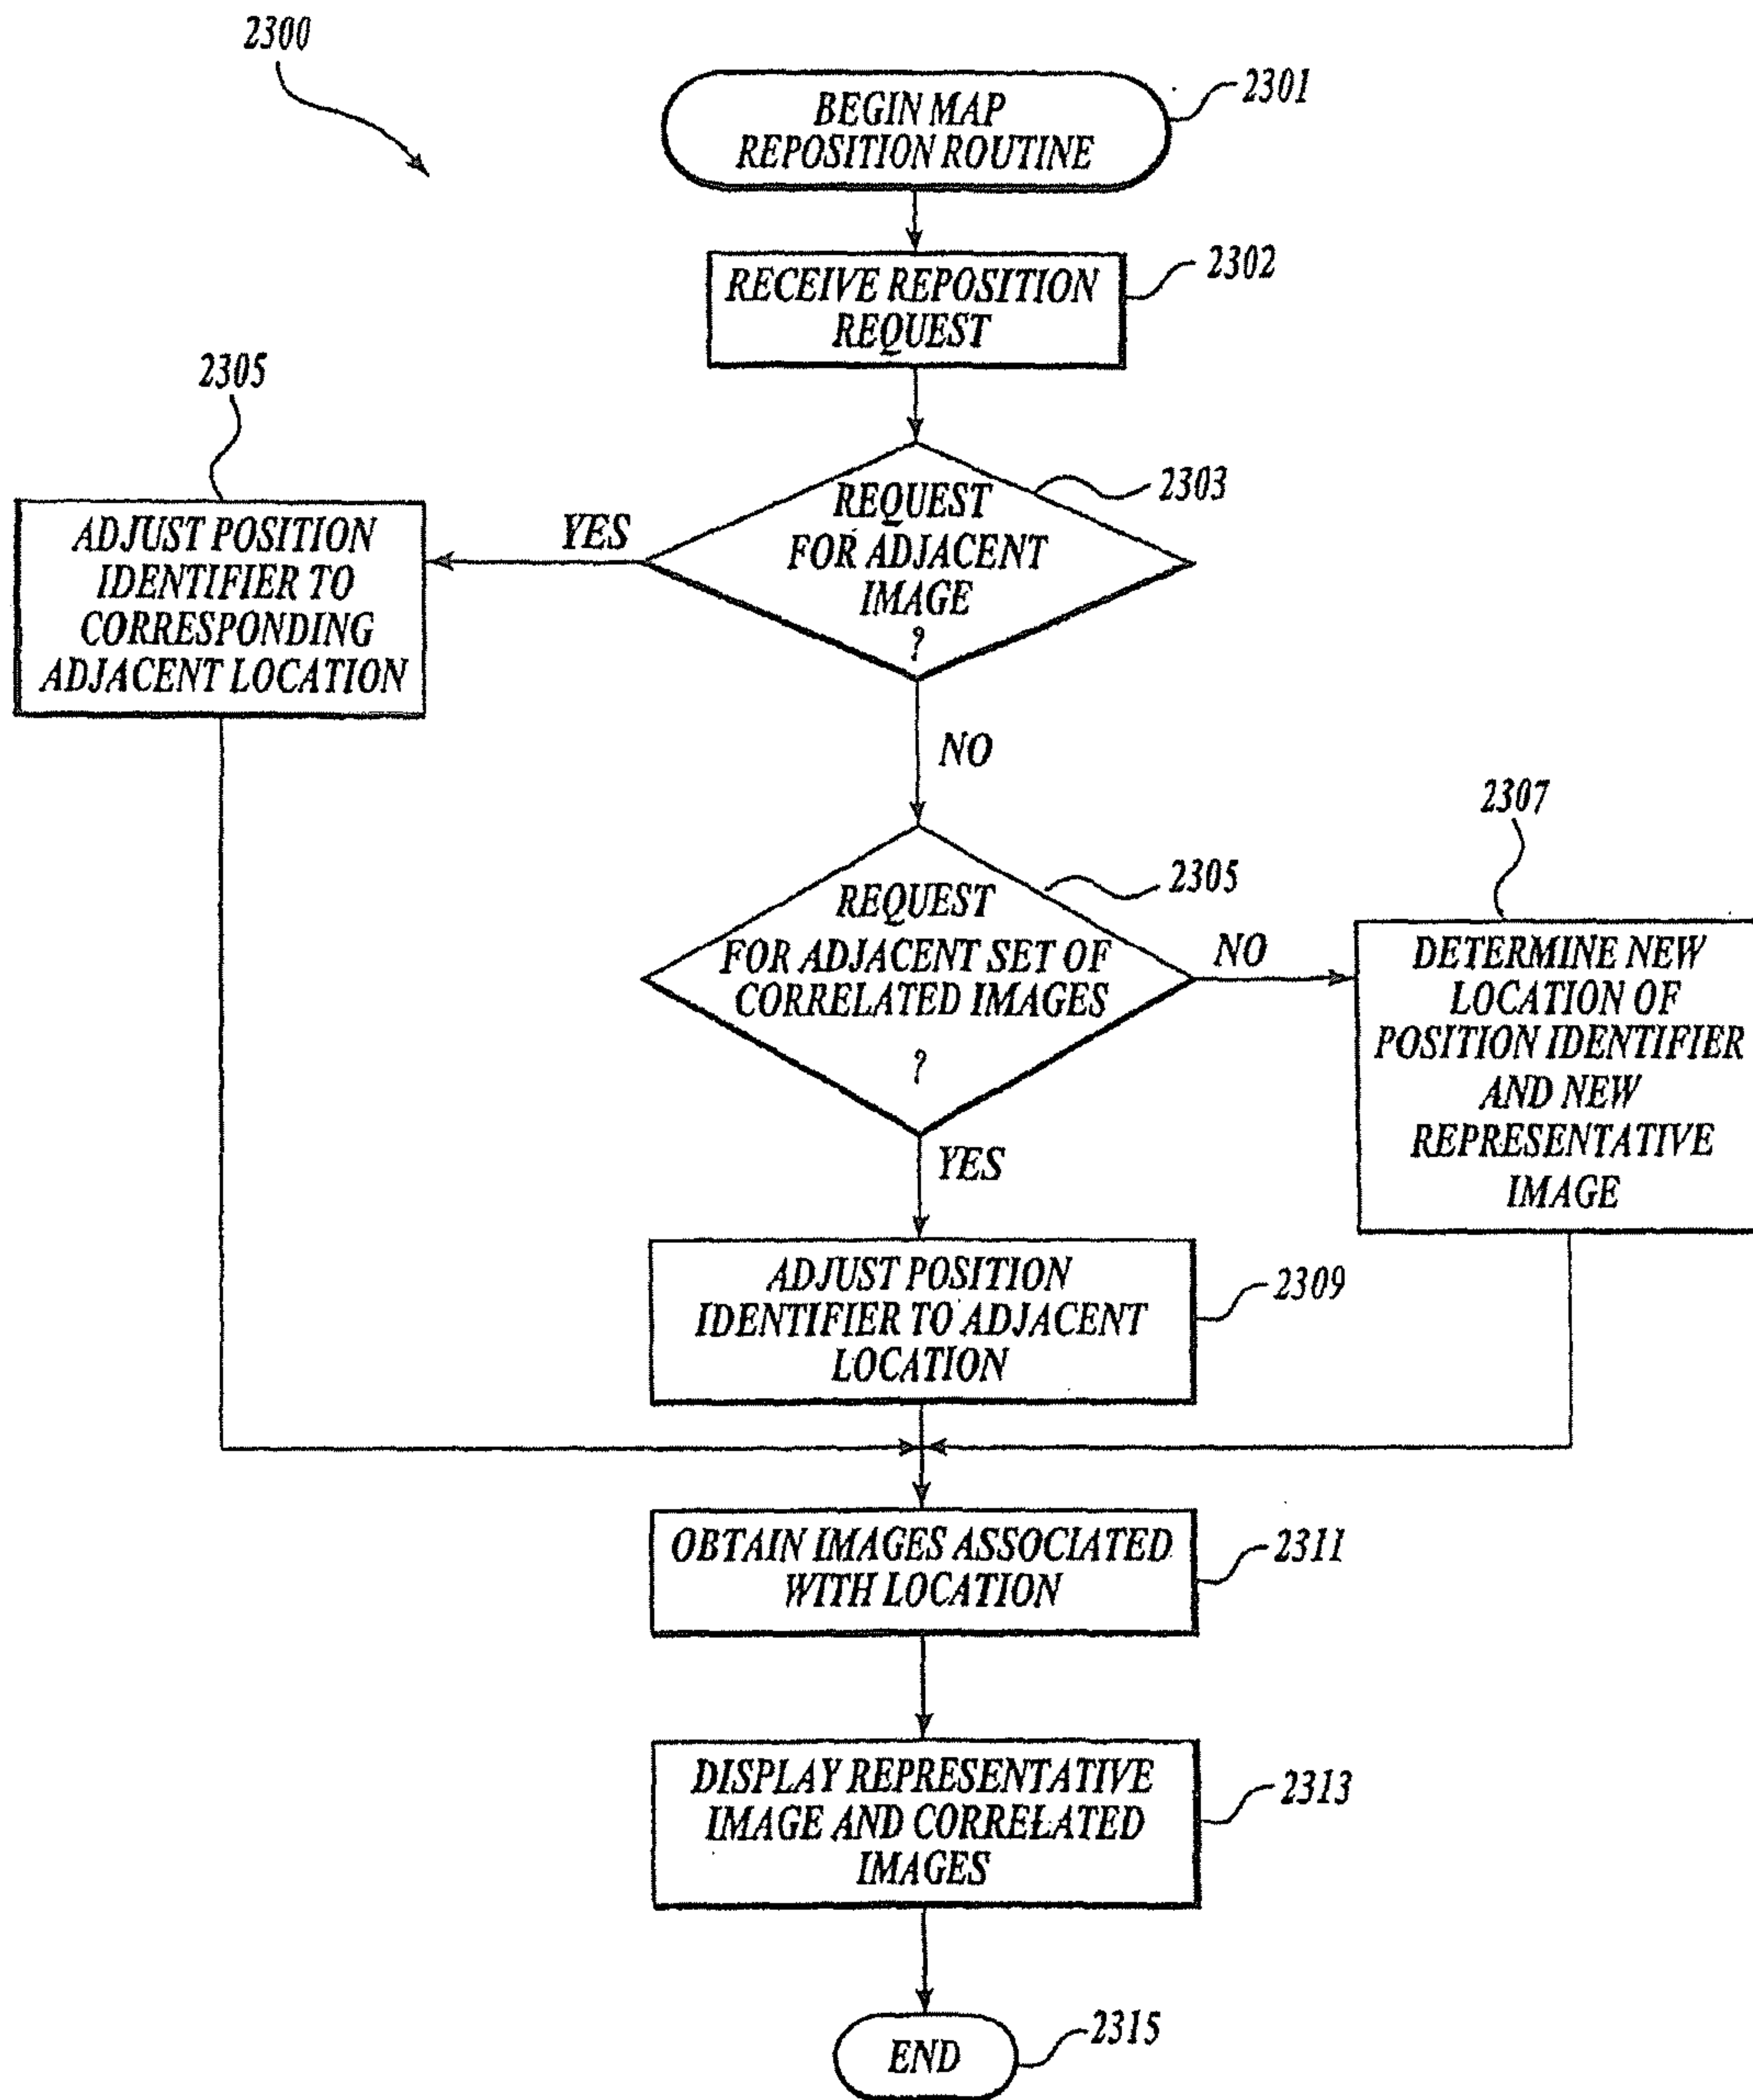 2300
BEGIN MAP
REPOSITION ROUTINE
2301
RECEIVE REPOSITION
REQUEST
2302
2305
ADJUST POSITION
IDENTIFIER TO
CORRESPONDING
ADJACENT LOCATION
YES
REQUEST
FOR ADJACENT
IMAGE
?
2303
NO
REQUEST
FOR ADJACENT SET OF
CORRELATED IMAGES
?
2305
NO
2307
DETERMINE NEW
LOCATION OF
POSITION IDENTIFIER
AND NEW
REPRESENTATIVE
IMAGE
YES
ADJUST POSITION
IDENTIFIER TO ADJACENT
LOCATION
2309
OBTAIN IMAGES ASSOCIATED
WITH LOCATION
2311
DISPLAY REPRESENTATIVE
IMAGE AND CORRELATED
IMAGES
2313
END
2315